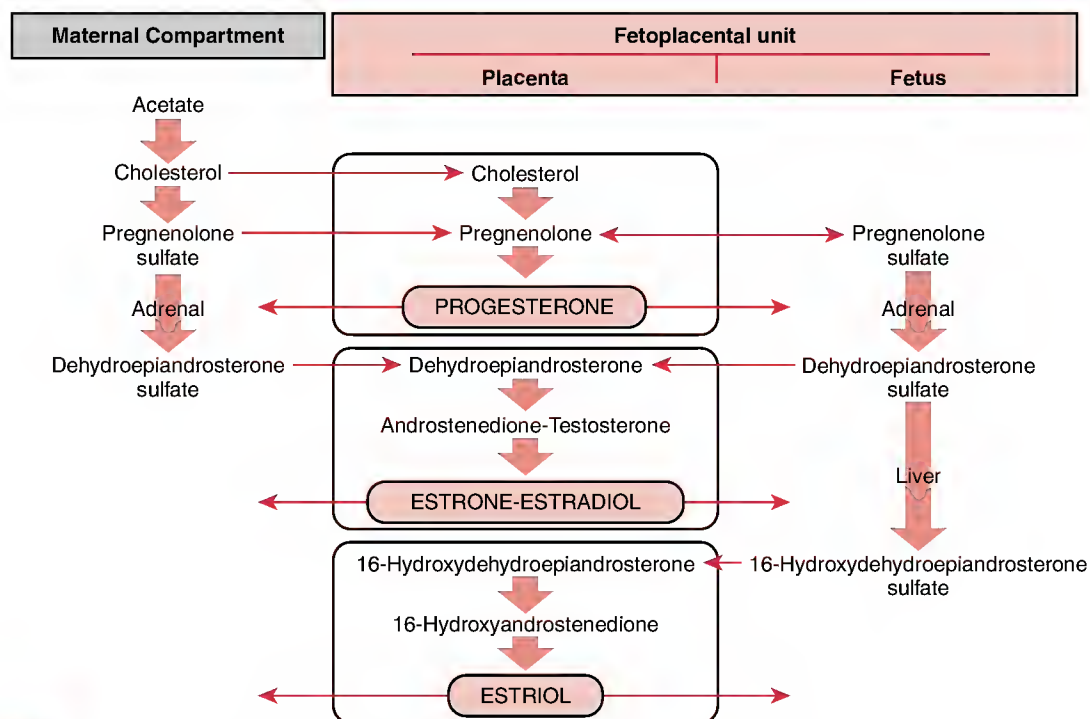 Maternal Compartment
Fetoplacental unit
Placenta
Fetus
Acetate
Cholesterol
Cholesterol
Pregnenolone
sulfate
Pregnenolone
Pregnenolone
sulfate
Adrenal
PROGESTERONE
Adrenal
Dehydroepiandrosterone
sulfate
Dehydroepiandrosterone
Dehydroepiandrosterone
sulfate
Androstenedione-Testosterone
Liver
ESTRONE-ESTRADIOL
16-Hydroxydehydroepiandrosterone
16-Hydroxydehydroepiandrosterone
sulfate
16-Hydroxyandrostenedione
ESTRIOL